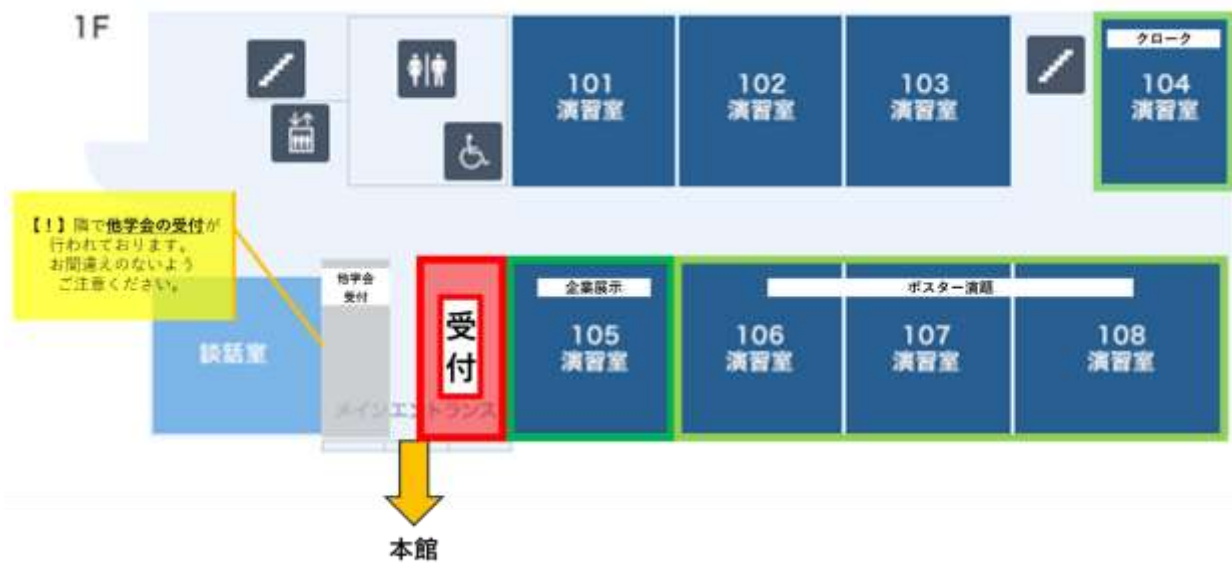 1F
クローク
101
演習室
102
演習室
103
演習室
104
演習室
【！】隣で他学会の受付が
行われております。
お間違えのないよう
ご注意ください。
他学会
受付
受
付
企業展示
ポスター演題
談話室
105
演習室
106
演習室
107
演習室
108
演習室
メインエントランス
本館